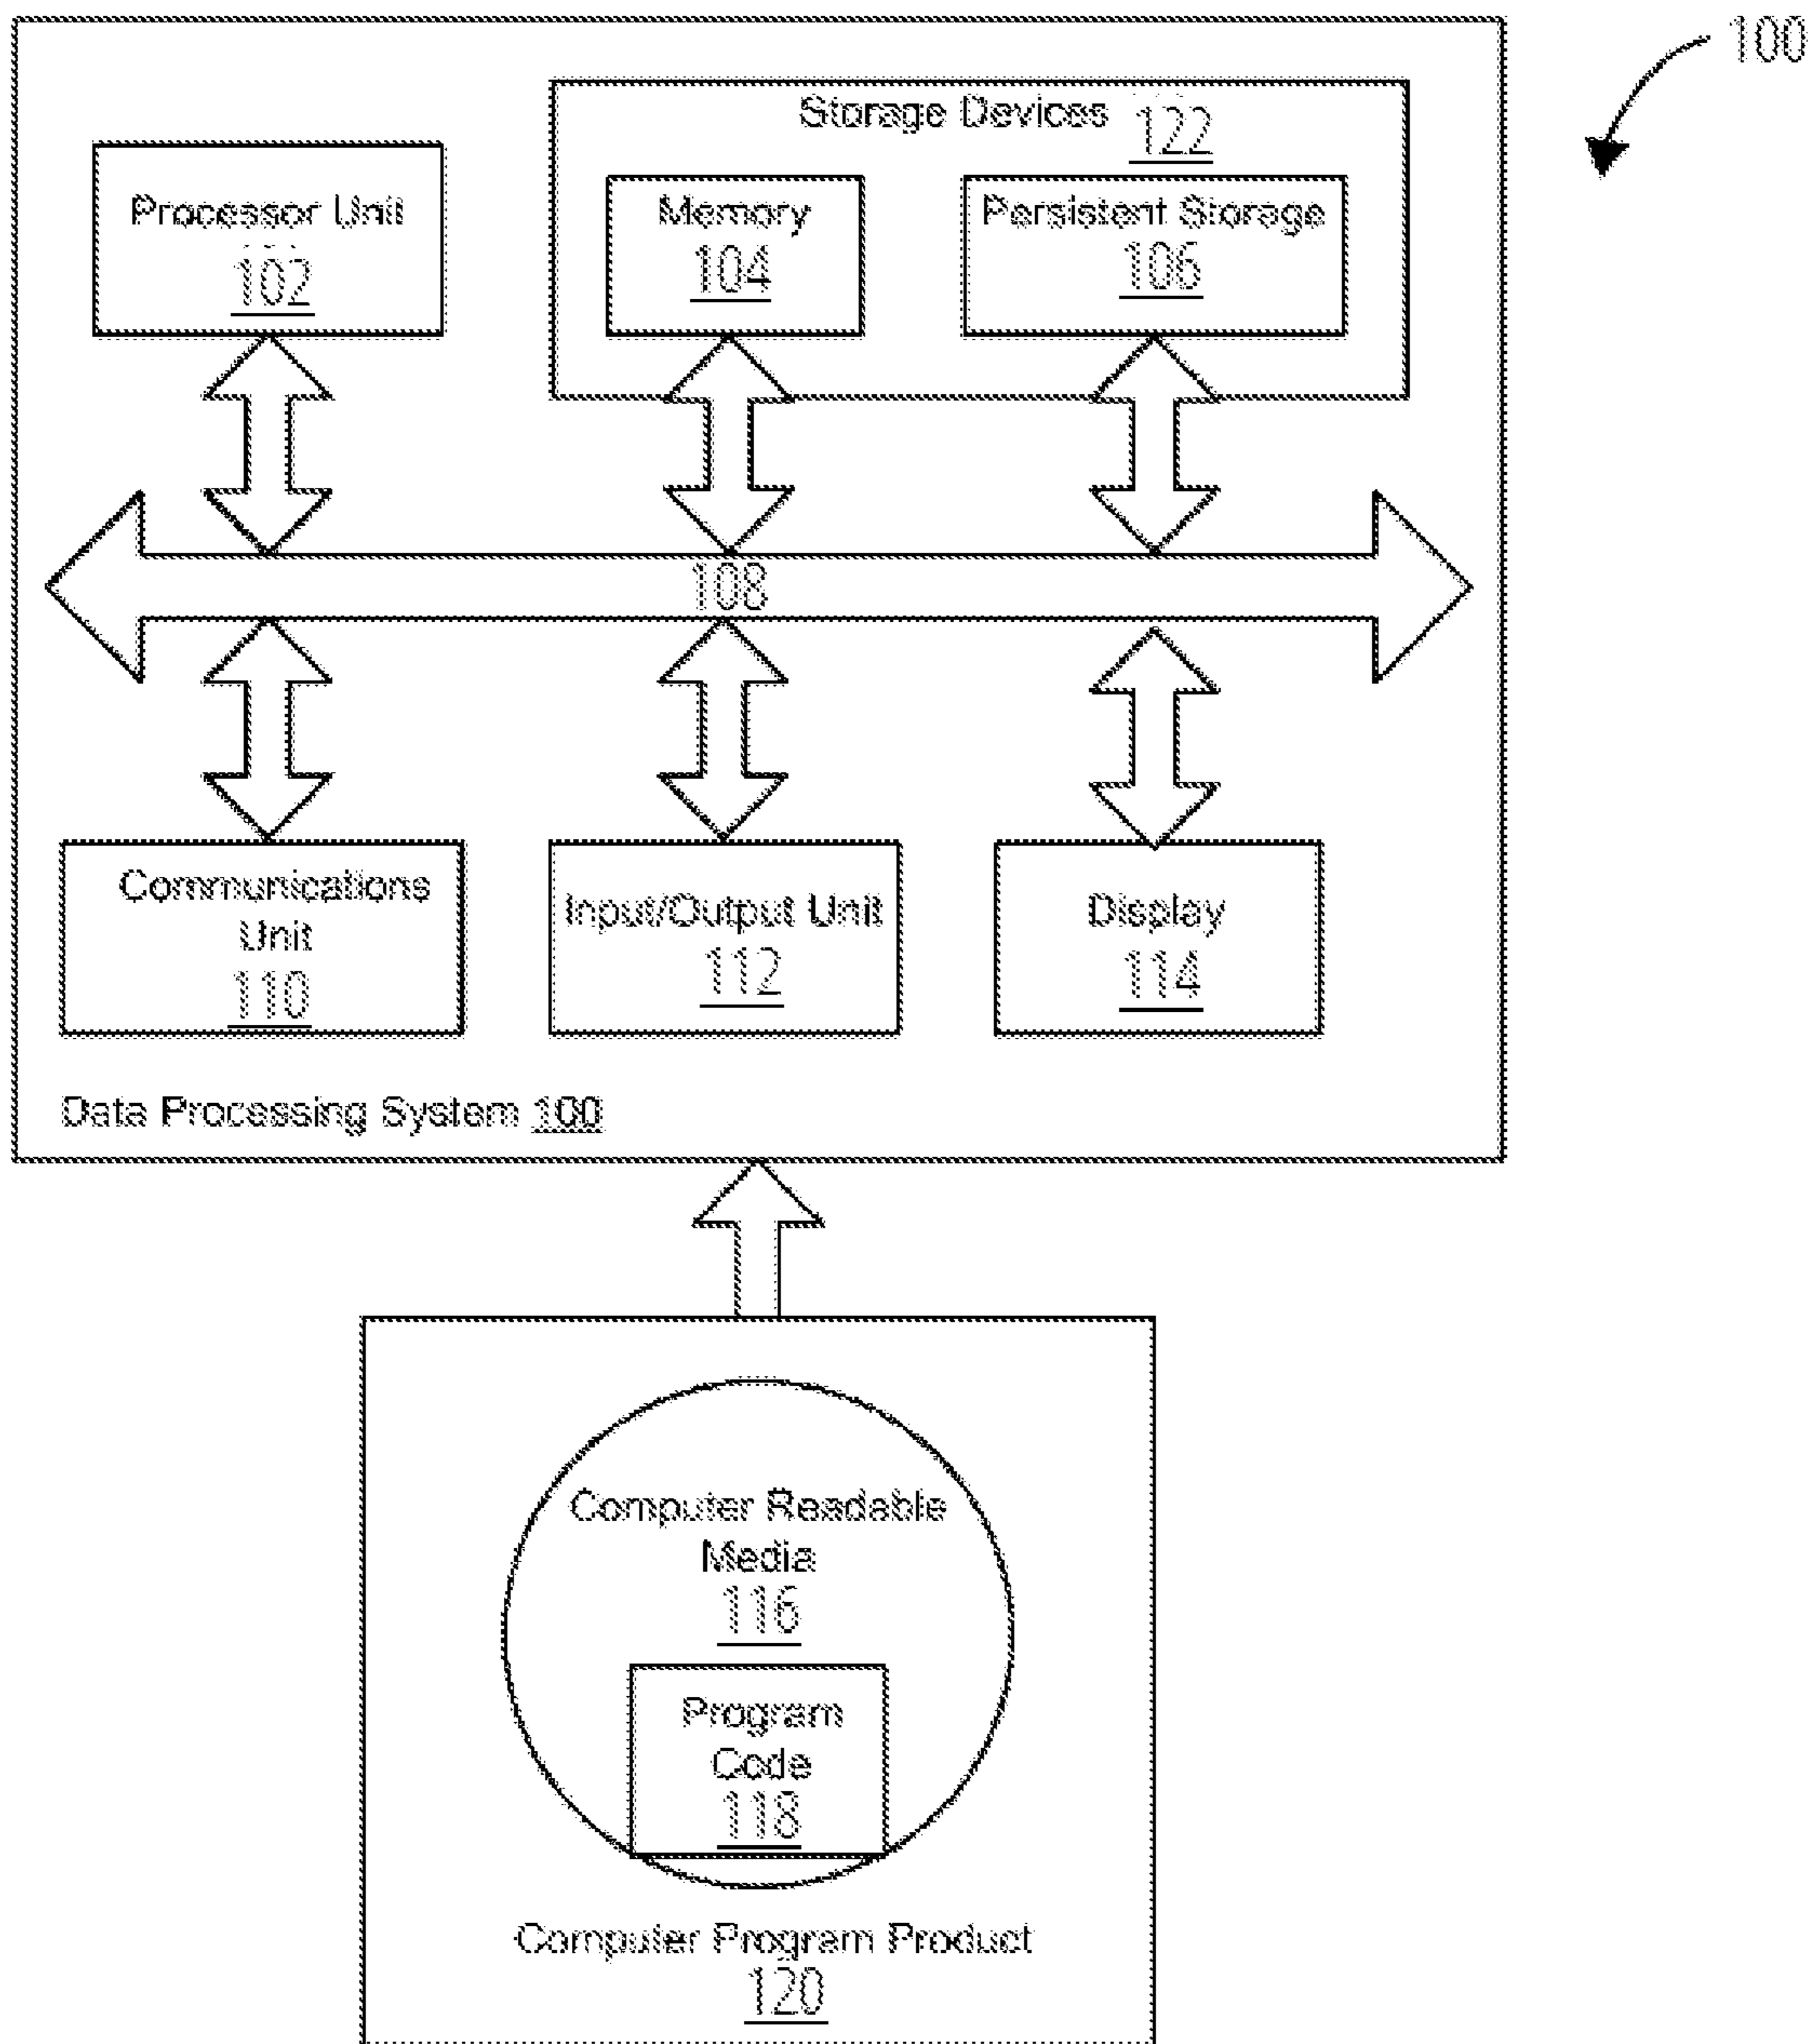 100
Storage Devices 122
Processor Unit
102
Memory
104
Persistent Storage
106
108
Communications
Unit
110
Input/Output Unit
112
Display
114
Data Processing System 100
Computer Readable
Media
116
Program
Code
118
Computer Program Product
120